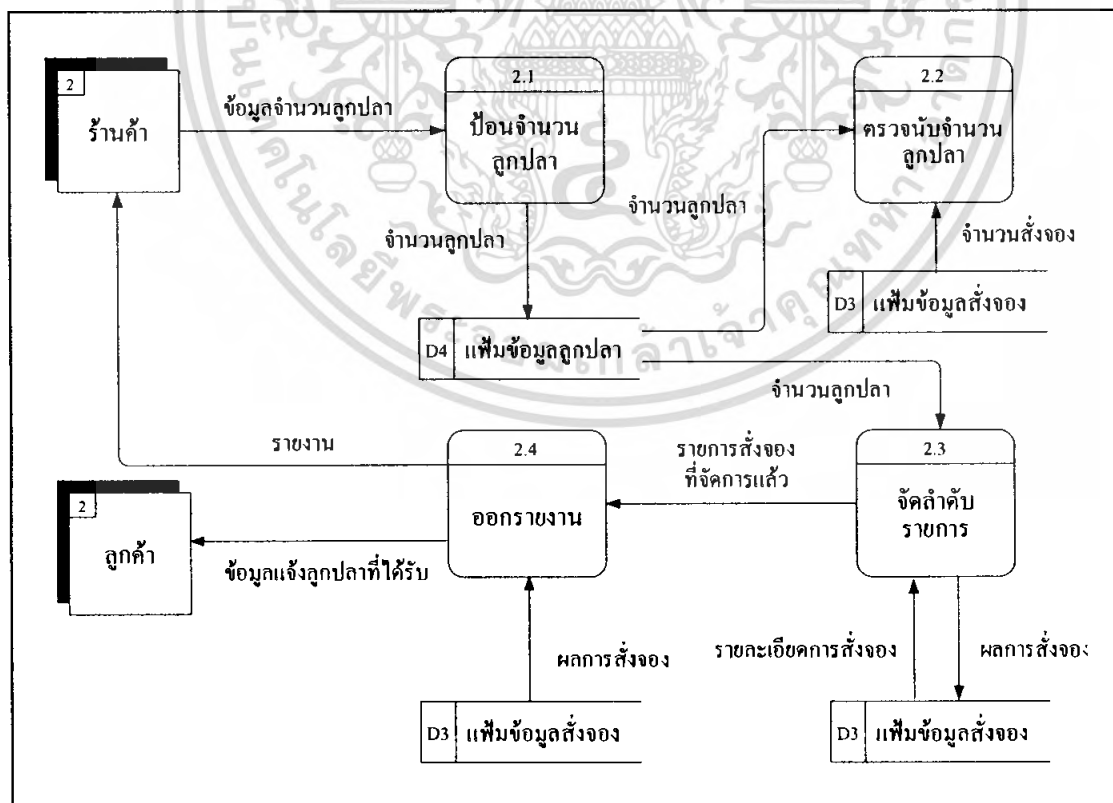 2
ร้านค้า
ข้อมูลจำนวนลูกปลา
2.1
ป้อนจำนวน
ลูกปลา
2.2
ตรวจนับจำนวน
ลูกปลา
จำนวนลูกปลา
จำนวนลูกปลา
จำนวนสั่งจอง
D3 แฟ้มข้อมูลสั่งจอง
D4 แฟ้มข้อมูลลูกปลา
จำนวนลูกปลา
รายงาน
2.4
ออกรายงาน
รายการสั่งจอง
ที่จัดการแล้ว
2.3
จัดลำดับ
รายการ
2
ลูกค้า
ข้อมูลแจ้งลูกปลาที่ได้รับ
ผลการสั่งจอง
รายละเอียดการสั่งจอง
ผลการสั่งจอง
D3 แฟ้มข้อมูลสั่งจอง
D3 แฟ้มข้อมูลสั่งจอง